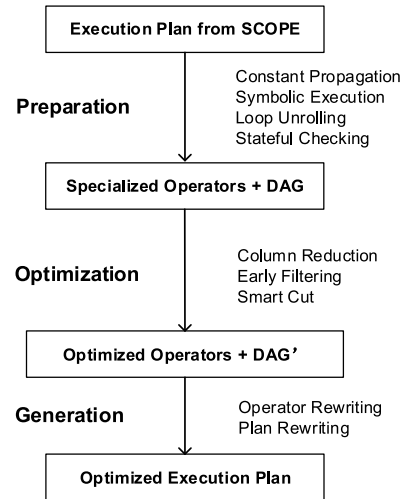 Execution Plan from SCOPE
Preparation
Constant Propagation
Symbolic Execution
Loop Unrolling
Stateful Checking
Specialized Operators + DAG
Optimization
Column Reduction
Early Filtering
Smart Cut
Optimized Operators + DAG’
Generation
Operator Rewriting
Plan Rewriting
Optimized Execution Plan